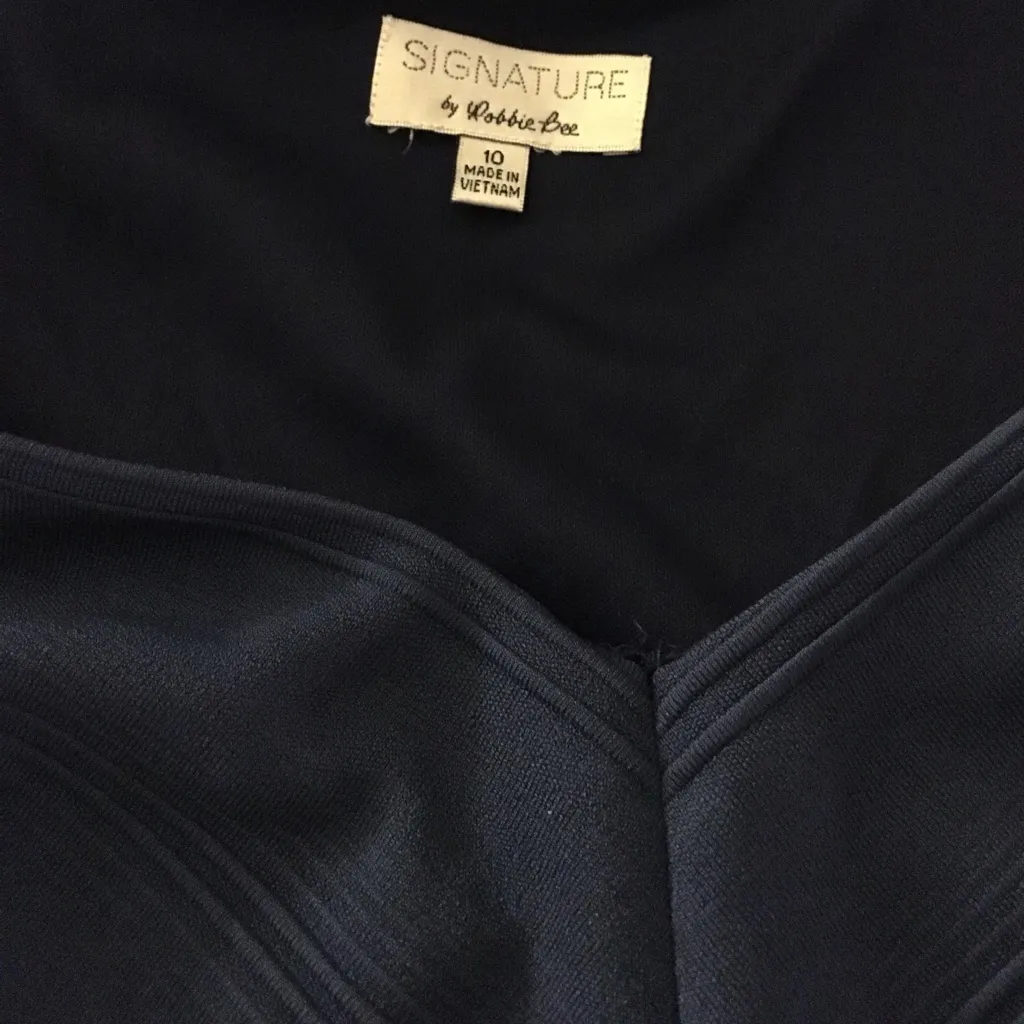 SIGNATURE
by Robbie Bee
10
MADE IN
VIETNAM